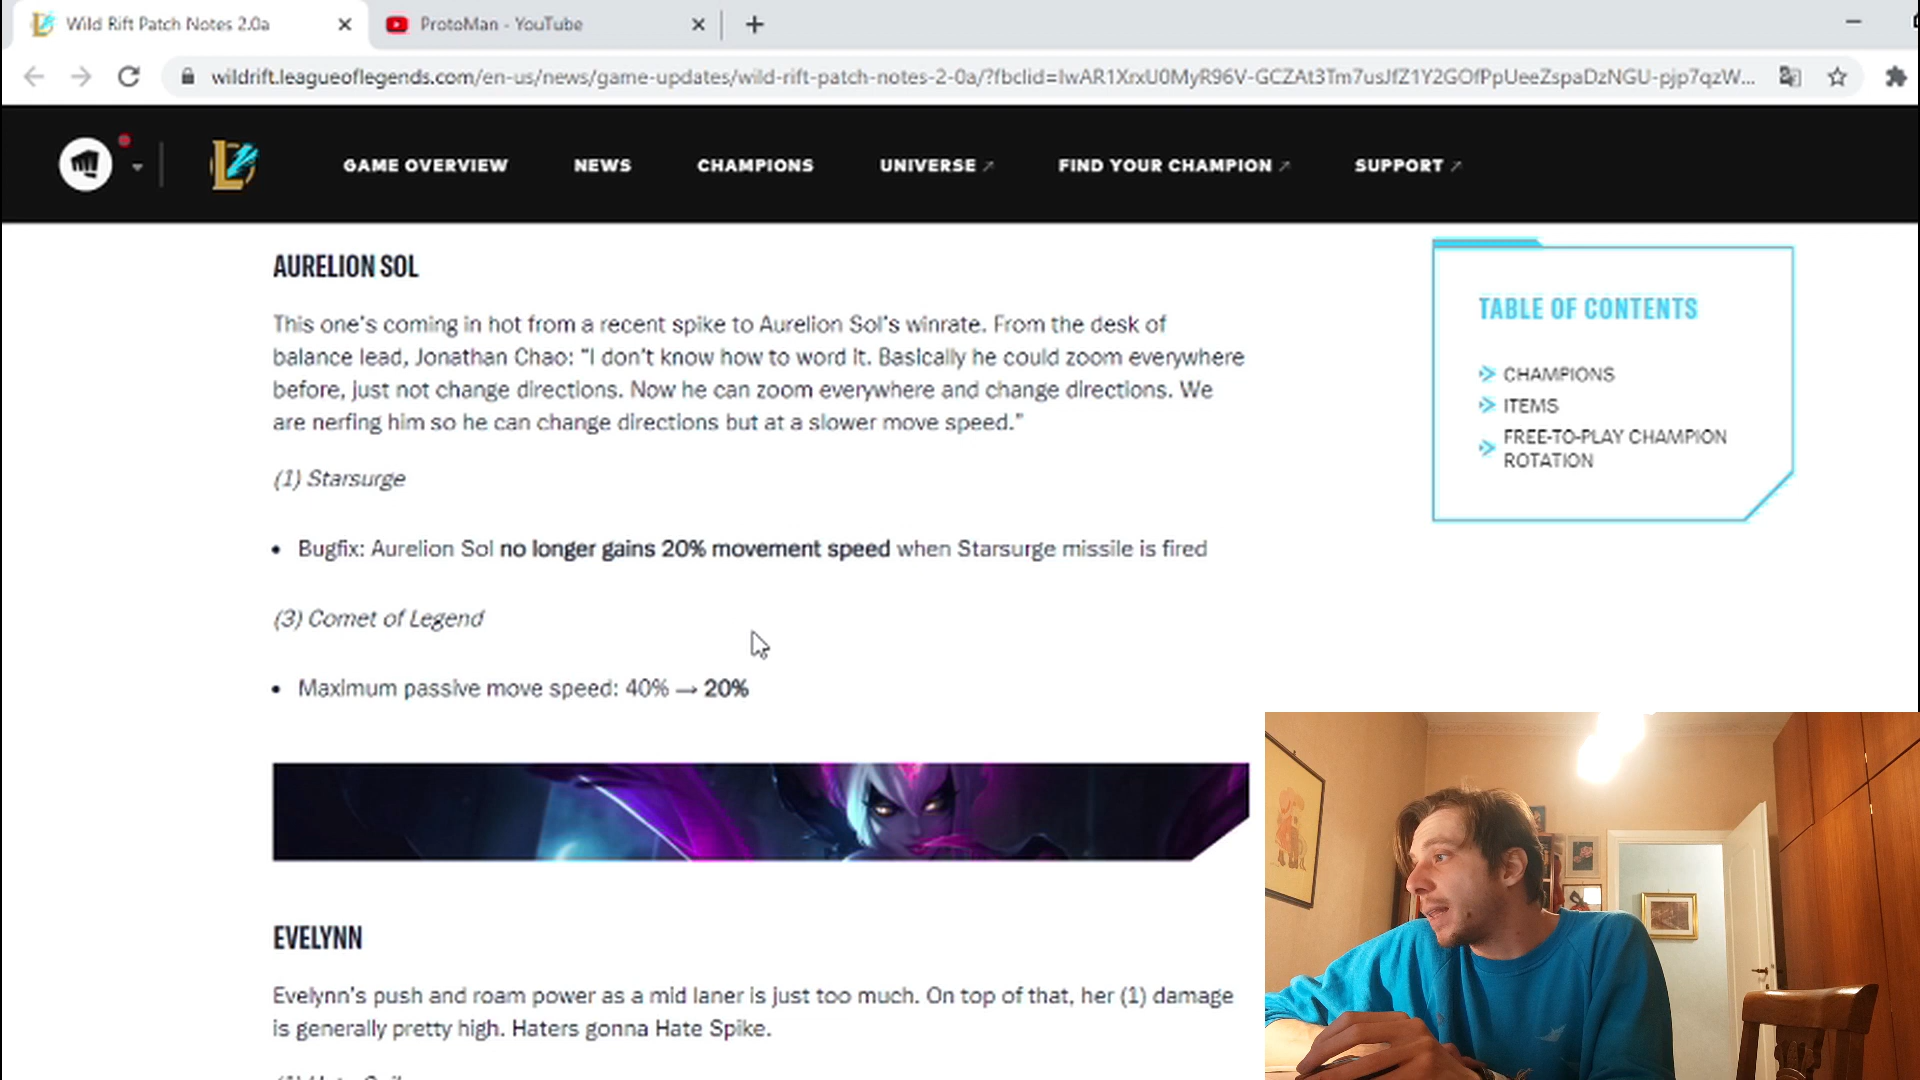 Wild Rift Patch Notes 2.0a
ProtoMan - YouTube
wildrift.leagueoflegends.com/en-us/news/game-updates/wild-rift-patch-notes-2-0a/?fbclid=IwAR1XrxU0MyR96V-GCZAt3Tm7usJfZ1Y2GOfPpUeeZspaDzNGU-pjp7qzW...
GAME OVERVIEW
NEWS
CHAMPIONS
UNIVERSE
FIND YOUR CHAMPION
SUPPORT
AURELION SOL
This one's coming in hot from a recent spike to Aurelion Sol's winrate. From the desk of
balance lead, Jonathan Chao: "I don't know how to word it. Basically he could zoom everywhere
before, just not change directions. Now he can zoom everywhere and change directions. We
are nerfing him so he can change directions but at a slower move speed."
(1) Starsurge
• Bugfix: Aurelion Sol no longer gains 20% movement speed when Starsurge missile is fired
(3) Comet of Legend
• Maximum passive move speed: 40% → 20%
EVELYNN
Evelynn's push and roam power as a mid laner is just too much. On top of that, her (1) damage
is generally pretty high. Haters gonna Hate Spike.
TABLE OF CONTENTS
CHAMPIONS
ITEMS
FREE-TO-PLAY CHAMPION
ROTATION